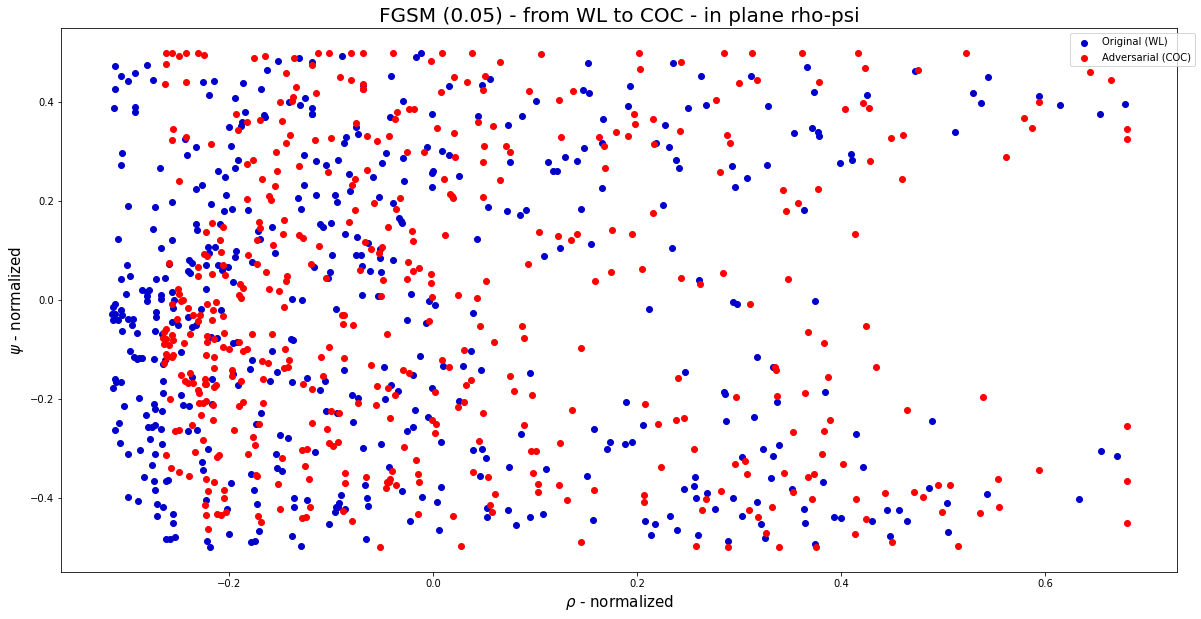 FGSM (0.05) - from WL to COC - in plane rho-psi
Original (WL)
Adversarial (COC)
ψ - normalized
0.4
0.2
0.0
−0.2
−0.4
−0.2
0.0
0.2
0.4
0.6
ρ - normalized